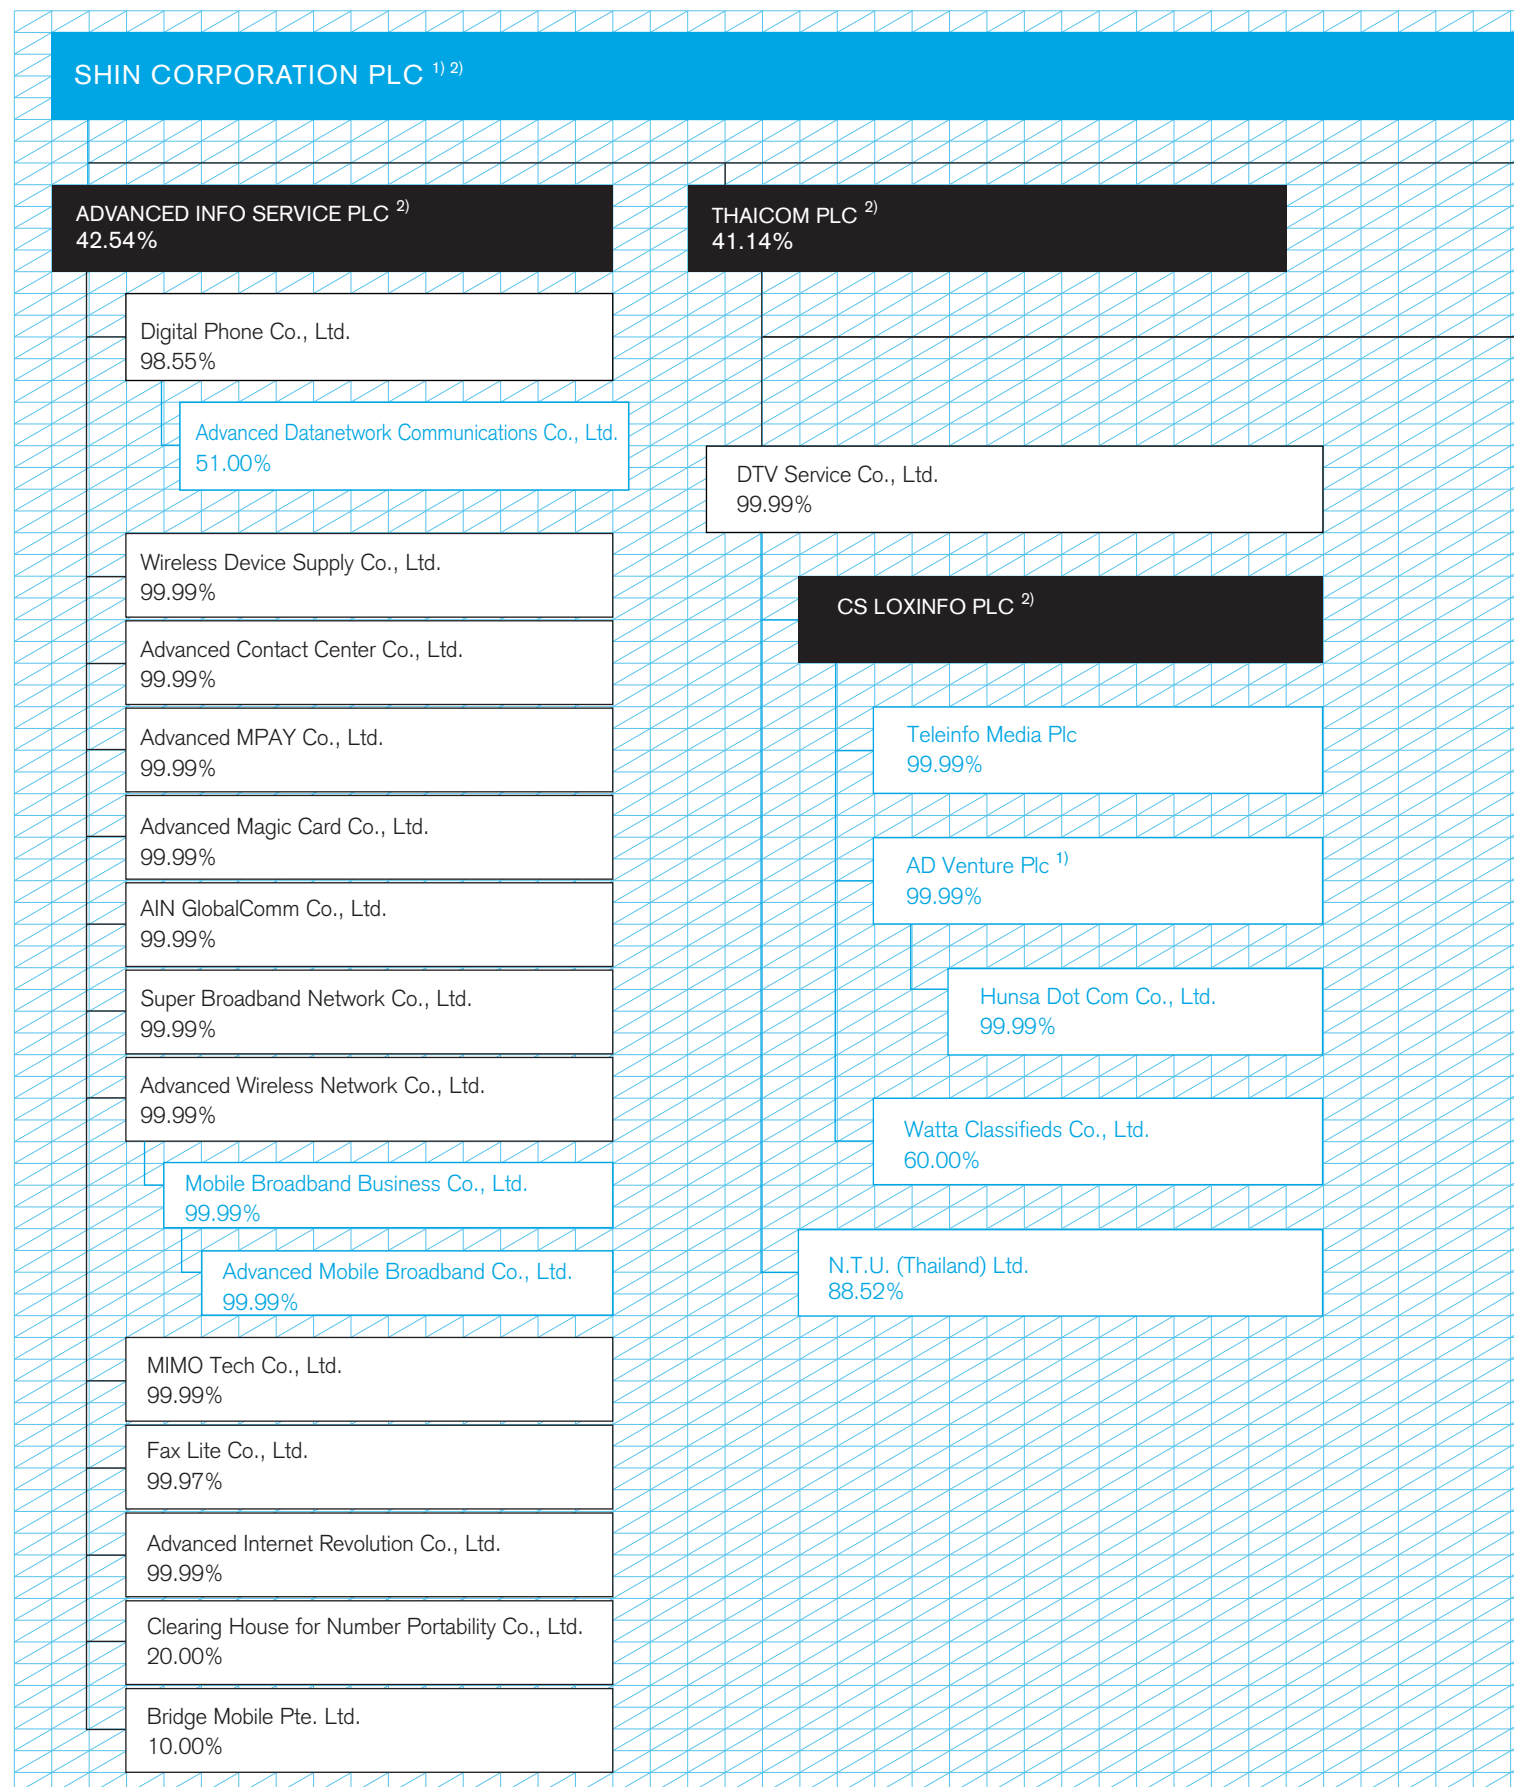 SHIN CORPORATION PLC 1) 2)
ADVANCED INFO SERVICE PLC 2)
42.54%
Digital Phone Co., Ltd.
98.55%
Advanced Datanetwork Communications Co., Ltd.
51.00%
Wireless Device Supply Co., Ltd.
99.99%
Advanced Contact Center Co., Ltd.
99.99%
Advanced MPAY Co., Ltd.
99.99%
Advanced Magic Card Co., Ltd.
99.99%
AIN GlobalComm Co., Ltd.
99.99%
Super Broadband Network Co., Ltd.
99.99%
Advanced Wireless Network Co., Ltd.
99.99%
Mobile Broadband Business Co., Ltd.
99.99%
Advanced Mobile Broadband Co., Ltd.
99.99%
MIMO Tech Co., Ltd.
99.99%
Fax Lite Co., Ltd.
99.97%
Advanced Internet Revolution Co., Ltd.
99.99%
Clearing House for Number Portability Co., Ltd.
20.00%
Bridge Mobile Pte. Ltd.
10.00%
THAICOM PLC 2)
41.14%
DTV Service Co., Ltd.
99.99%
CS LOXINFO PLC 2)
Teleinfo Media Plc
99.99%
AD Venture Plc 1)
99.99%
Hunsa Dot Com Co., Ltd.
99.99%
Watta Classifieds Co., Ltd.
60.00%
N.T.U. (Thailand) Ltd.
88.52%